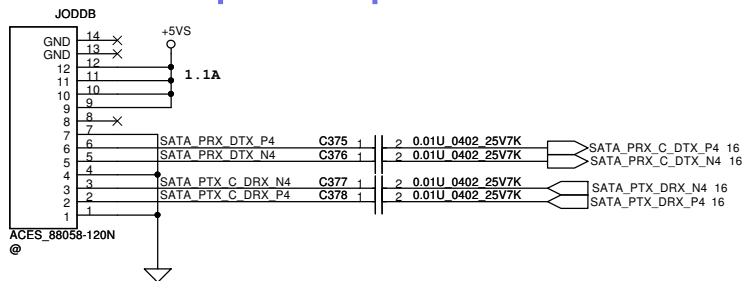 JODDB
+5VS
1.1A
GND 14
GND 13
12 12
11 11
10 10
9 9
8 8
7 7
6 6 SATA_PRX_DTX_P4 C375 1 2 0.01U_0402_25V7K SATA_PRX_C_DTX_P4 16
5 5 SATA_PRX_DTX_N4 C376 1 2 0.01U_0402_25V7K SATA_PRX_C_DTX_N4 16
4 4
3 3 SATA_PTX_C_DRX_N4 C377 1 2 0.01U_0402_25V7K SATA_PTX_DRX_N4 16
2 2 SATA_PTX_C_DRX_P4 C378 1 2 0.01U_0402_25V7K SATA_PTX_DRX_P4 16
1 1
ACES_88058-120N
@